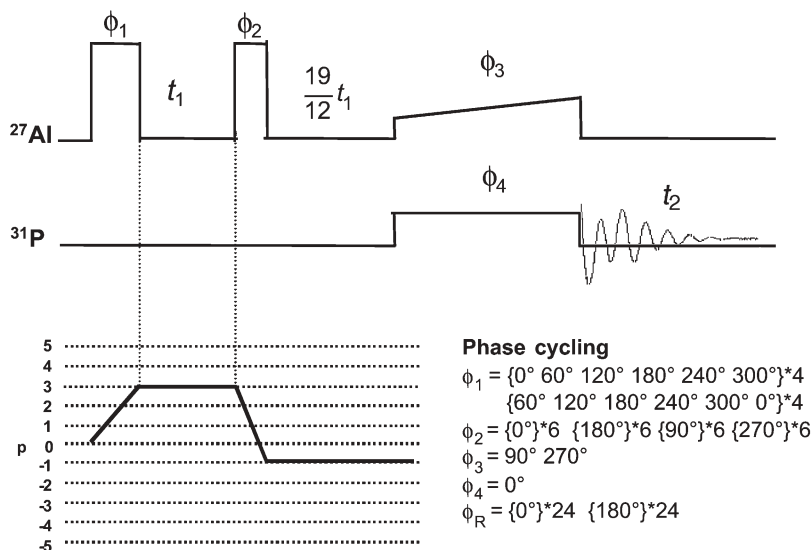 ϕ1 ϕ2
t1 19/12 t1 ϕ3
27Al
ϕ4
t2
31P
5
4
3
2
1
p 0
-1
-2
-3
-4
-5
Phase cycling
ϕ1 = {0° 60° 120° 180° 240° 300°}*4
{60° 120° 180° 240° 300° 0°}*4
ϕ2 = {0°}*6 {180°}*6 {90°}*6 {270°}*6
ϕ3 = 90° 270°
ϕ4 = 0°
ϕR = {0°}*24 {180°}*24